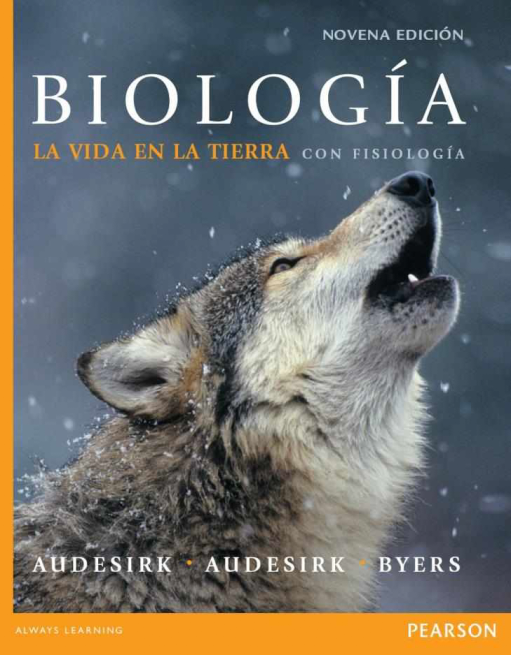 NOVENA EDICIÓN
BIOLOGÍA
LA VIDA EN LA TIERRA CON FISIOLOGÍA
AUDESIRK • AUDESIRK • BYERS
ALWAYS LEARNING PEARSON